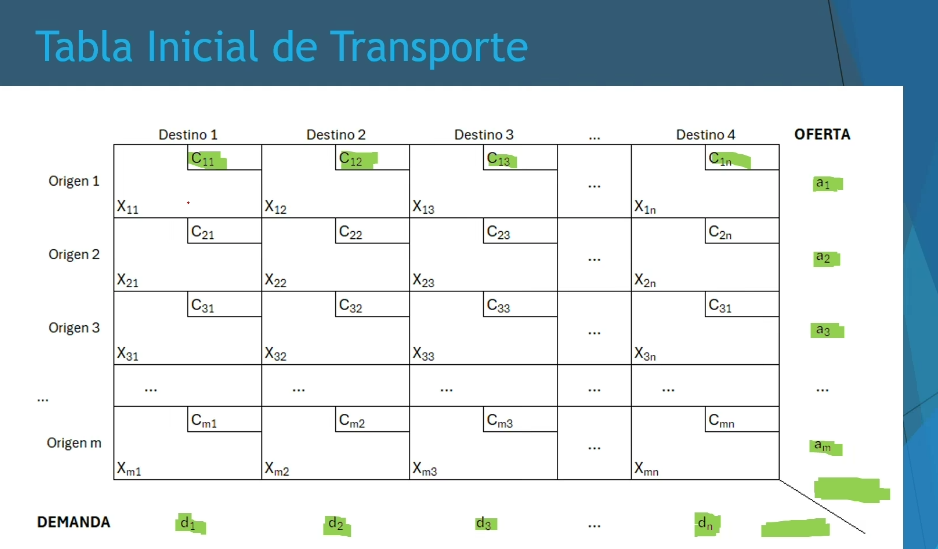 Tabla Inicial de Transporte
Destino 1 Destino 2 Destino 3 ... Destino 4 OFERTA
C11 C12 C13 C1n
Origen 1 ... a1
X11 X12 X13 X1n
C21 C22 C23 C2n
Origen 2 ... a2
X21 X22 X23 X2n
C31 C32 C33 C31
Origen 3 ... a3
X31 X32 X33 X3n
... ... ... ... ... ... ...
Cm1 Cm2 Cm3 Cmn
Origen m ... am
Xm1 Xm2 Xm3 Xmn
DEMANDA d1 d2 d3 ... dn